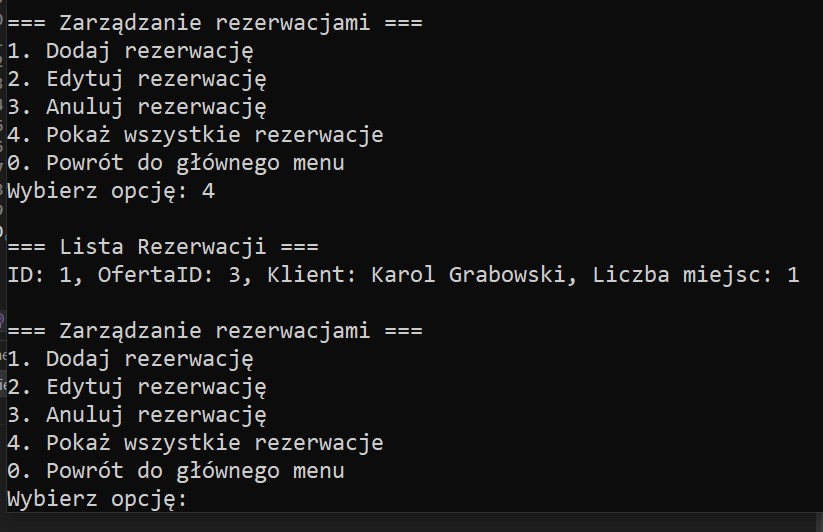 === Zarządzanie rezerwacjami ===
1. Dodaj rezerwację
2. Edytuj rezerwację
3. Anuluj rezerwację
4. Pokaż wszystkie rezerwacje
0. Powrót do głównego menu
Wybierz opcję: 4
=== Lista Rezerwacji ===
ID: 1, OfertaID: 3, Klient: Karol Grabowski, Liczba miejsc: 1
=== Zarządzanie rezerwacjami ===
1. Dodaj rezerwację
2. Edytuj rezerwację
3. Anuluj rezerwację
4. Pokaż wszystkie rezerwacje
0. Powrót do głównego menu
Wybierz opcję: